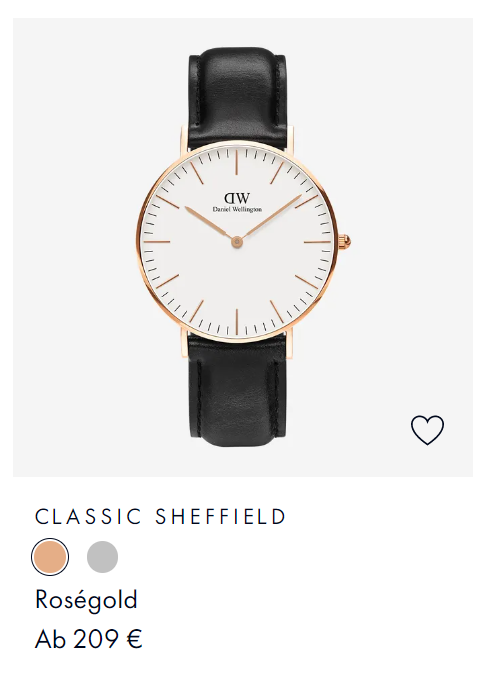 DW
Daniel Wellington
CLASSIC SHEFFIELD
Roségold
Ab 209 €